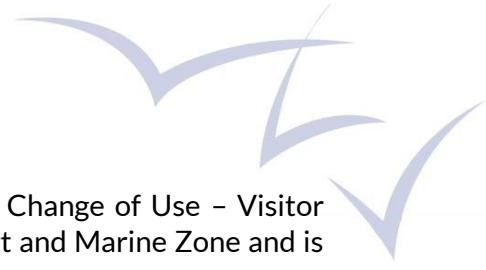 Change of Use – Visitor
t and Marine Zone and is